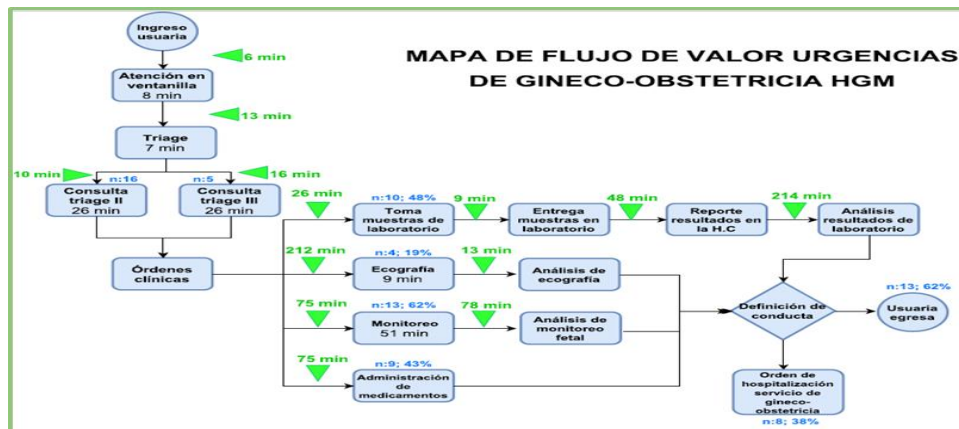 MAPA DE FLUJO DE VALOR URGENCIAS
DE GINECO-OBSTETRICIA HGM
Ingreso
usuaria
6 min
Atención en
ventanilla
8 min
13 min
Triage
7 min
10 min
n:16
n:5
16 min
Consulta
triage II
26 min
Consulta
triage III
26 min
Órdenes
clínicas
26 min
n:10; 48%
Toma
muestras de
laboratorio
9 min
Entrega
muestras en
laboratorio
48 min
Reporte
resultados en
la H.C
214 min
Análisis
resultados de
laboratorio
212 min
n:4; 19%
Ecografía
9 min
13 min
Análisis de
ecografía
75 min
n:13; 62%
Monitoreo
51 min
78 min
Análisis de
monitoreo
fetal
75 min
n:9; 43%
Administración
de
medicamentos
Definición de
conducta
n:13; 62%
Usuaria
egresa
Orden de
hospitalización
servicio de
gineco-
obstetricia
n:8; 38%